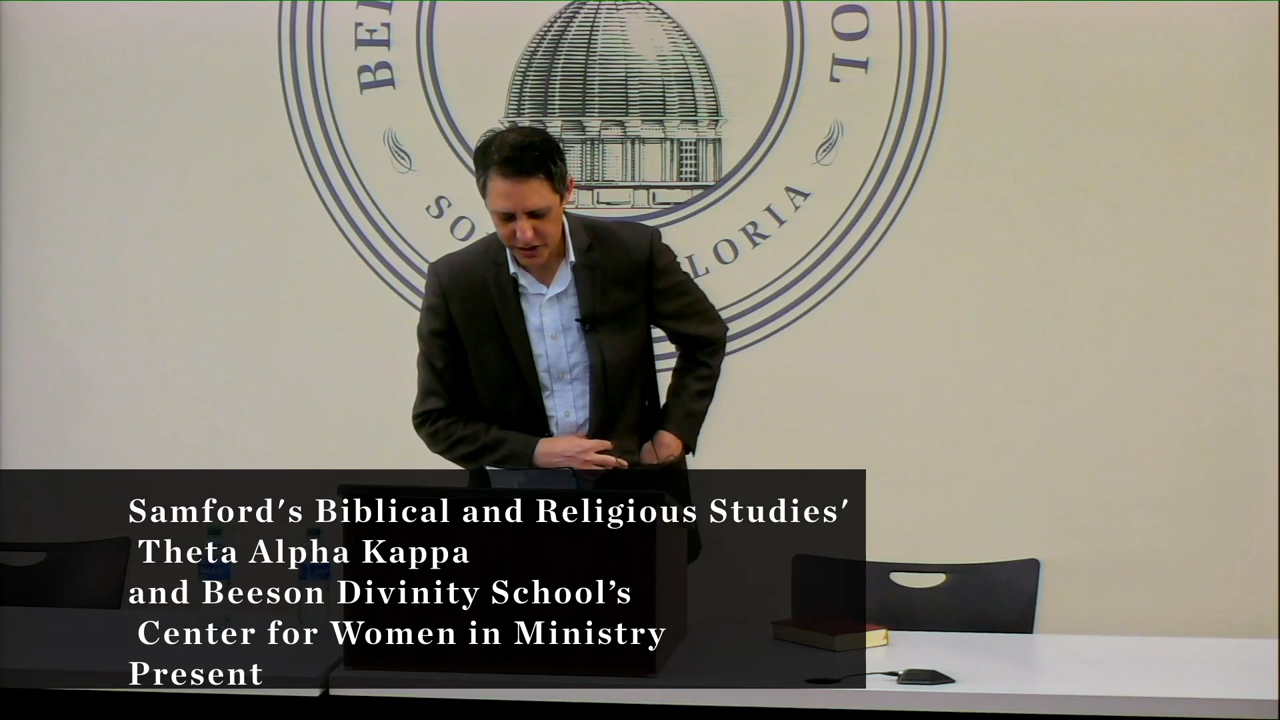 BE
OL
SO
LORIA
Samford's Biblical and Religious Studies'
Theta Alpha Kappa
and Beeson Divinity School’s
Center for Women in Ministry
Present